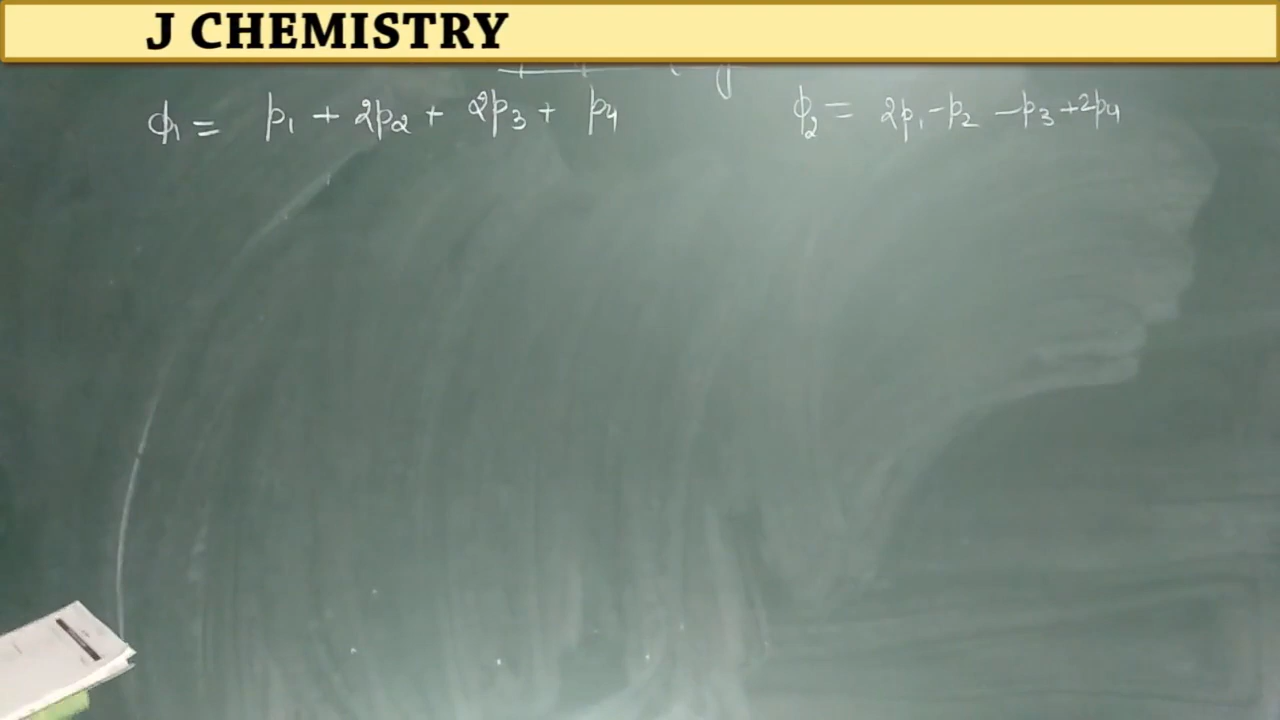 J CHEMISTRY
ϕ₁ = p₁ + 2p₂ + 2p₃ + p₄
ϕ₂ = 2p₁ - p₂ - p₃ + 2p₄